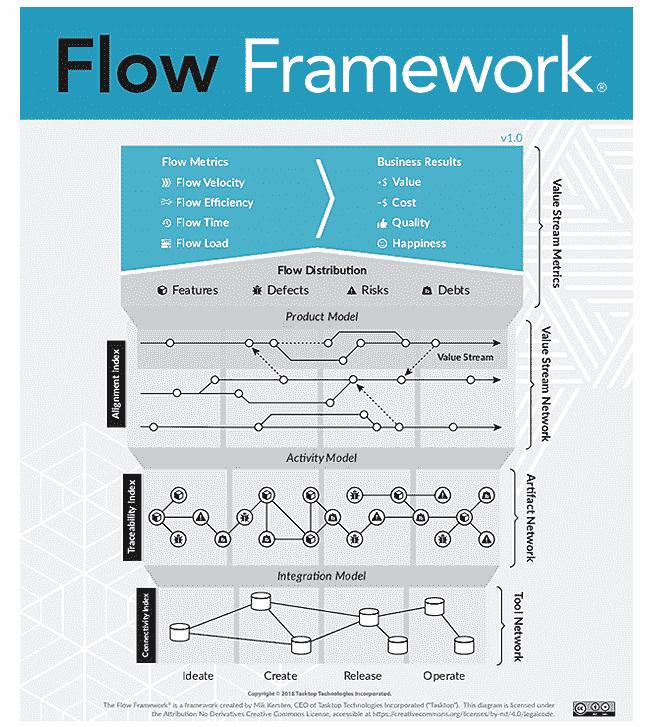 Flow Framework®
v1.0
Flow Metrics
Flow Velocity
Flow Efficiency
Flow Time
Flow Load
Business Results
+$ Value
-$ Cost
Quality
Happiness
Value Stream Metrics
Flow Distribution
Features
Defects
Risks
Debts
Product Model
Value Stream
Alignment Index
Value Stream Network
Activity Model
Traceability Index
Artifact Network
Integration Model
Connectivity Index
Tool Network
Ideate
Create
Release
Operate
Copyright © 2018 Tasktop Technologies Incorporated.
The Flow Framework® is a framework created by Mik Kersten, CEO of Tasktop Technologies Incorporated ("Tasktop"). This diagram is licensed under
the Attribution No Derivatives Creative Commons License, accessible at https://creativecommons.org/licenses/by-nd/4.0/legalcode.